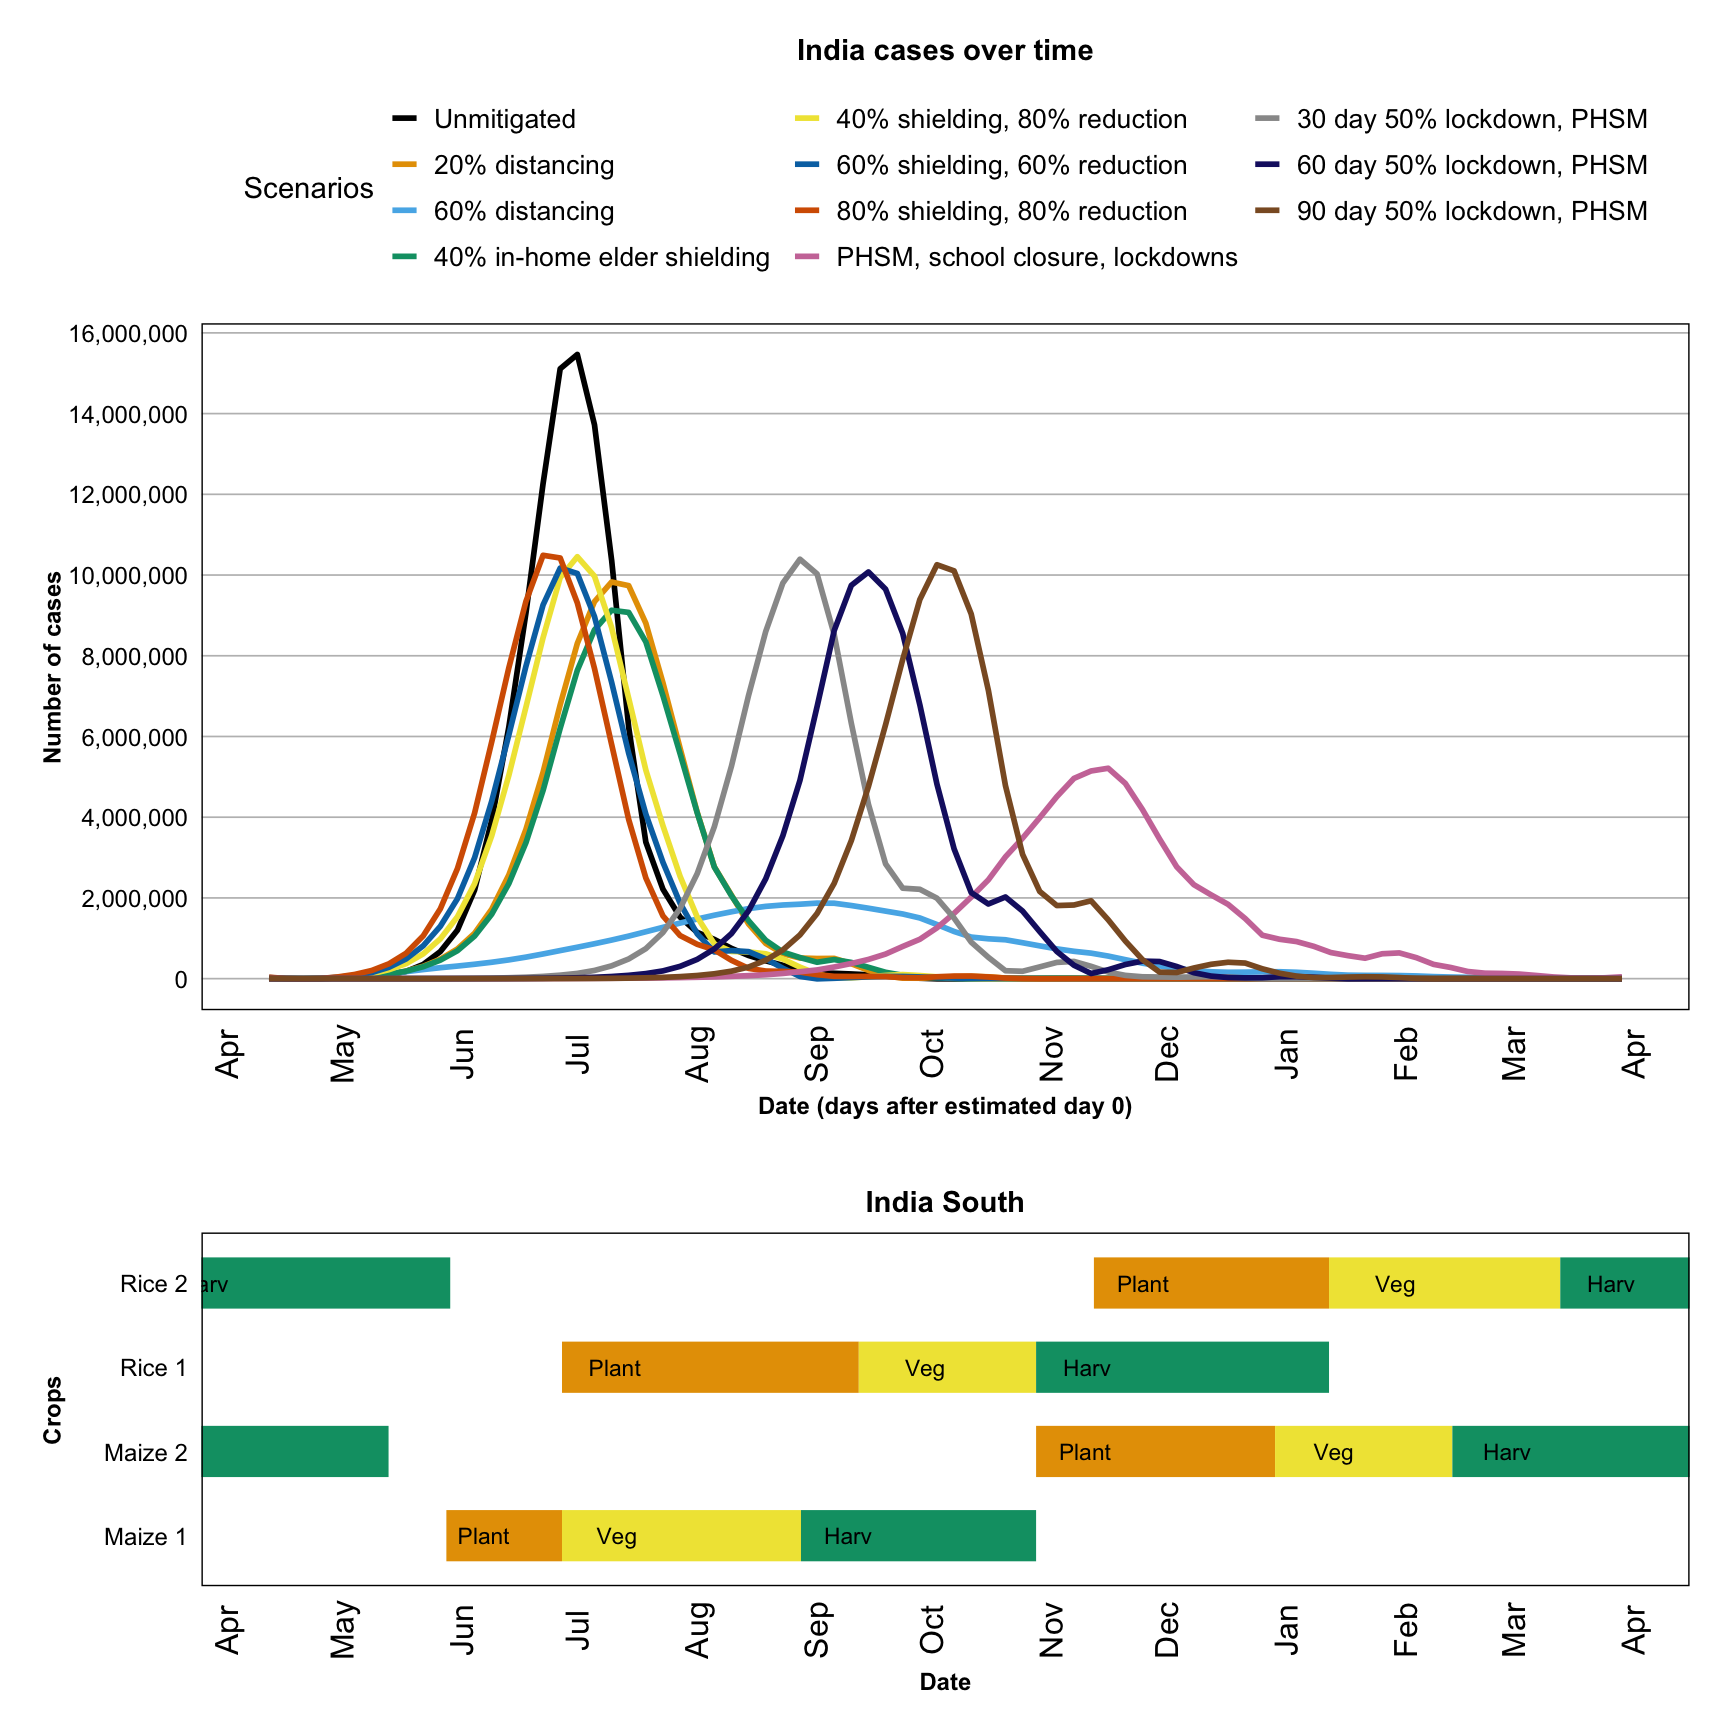 India cases over time
Scenarios
Unmitigated
20% distancing
60% distancing
40% in-home elder shielding
40% shielding, 80% reduction
60% shielding, 60% reduction
80% shielding, 80% reduction
PHSM, school closure, lockdowns
30 day 50% lockdown, PHSM
60 day 50% lockdown, PHSM
90 day 50% lockdown, PHSM
Number of cases
16,000,000
14,000,000
12,000,000
10,000,000
8,000,000
6,000,000
4,000,000
2,000,000
0
Apr May Jun Jul Aug Sep Oct Nov Dec Jan Feb Mar Apr
Date (days after estimated day 0)
India South
Crops
Rice 2 arv Plant Veg Harv
Rice 1 Plant Veg Harv
Maize 2 Plant Veg Harv
Maize 1 Plant Veg Harv
Apr May Jun Jul Aug Sep Oct Nov Dec Jan Feb Mar Apr
Date